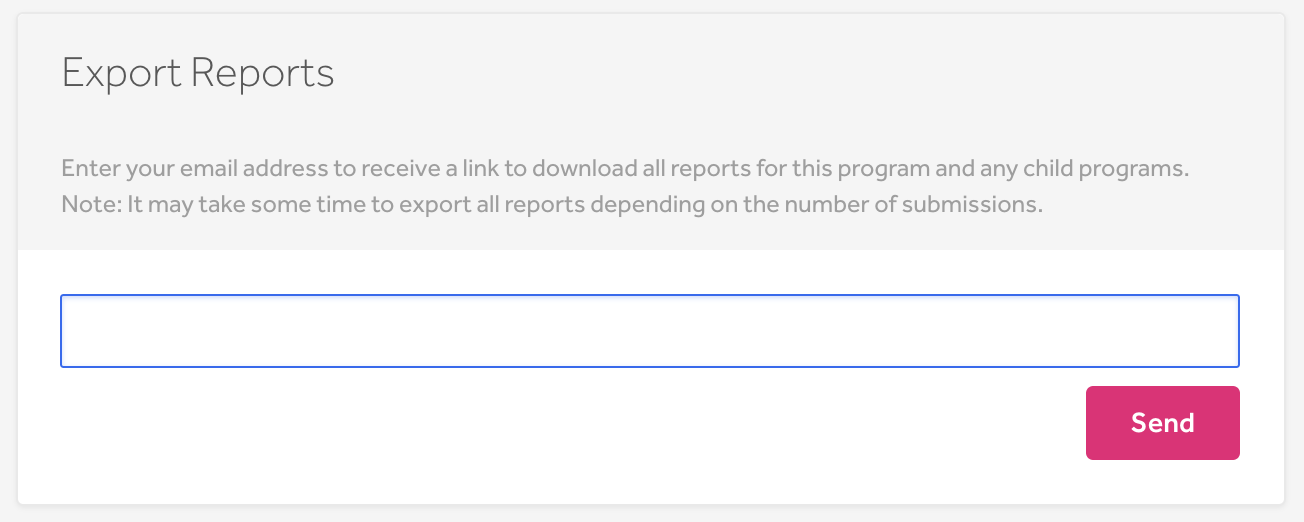 Export Reports
Enter your email address to receive a link to download all reports for this program and any child programs.
Note: It may take some time to export all reports depending on the number of submissions.
Send